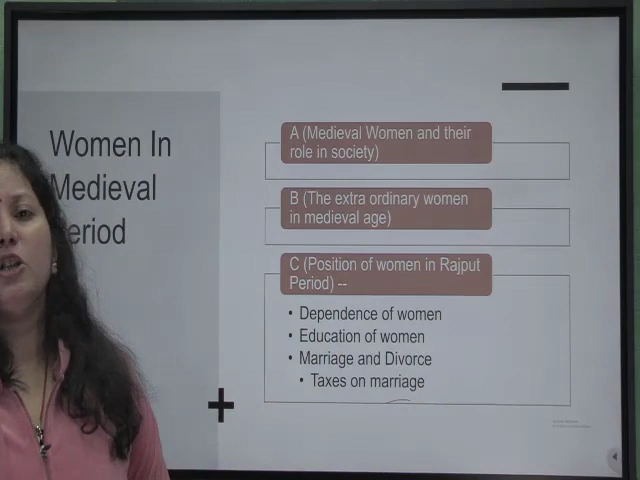 Women In
Medieval
eriod
A (Medieval Women and their
role in society)
B (The extra ordinary women
in medieval age)
C (Position of women in Rajput
Period) --
• Dependence of women
• Education of women
• Marriage and Divorce
• Taxes on marriage